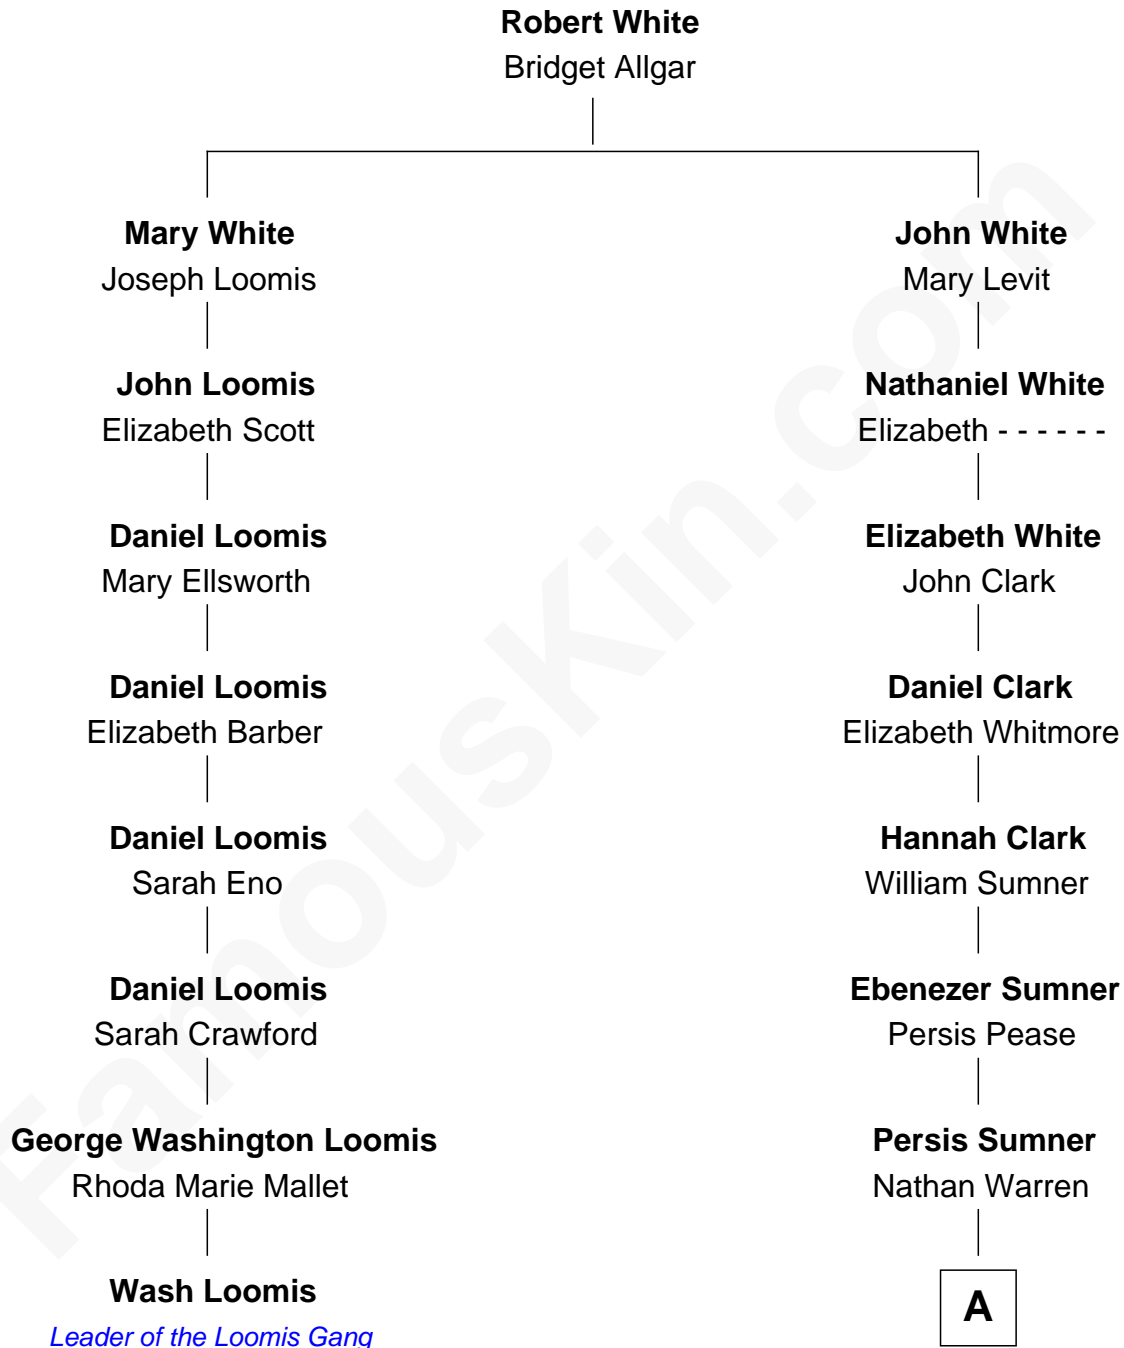 Robert White
Bridget Allgar
Mary White
Joseph Loomis
John White
Mary Levit
John Loomis
Elizabeth Scott
Nathaniel White
Elizabeth - - - - - -
Daniel Loomis
Mary Ellsworth
Elizabeth White
John Clark
Daniel Loomis
Elizabeth Barber
Daniel Clark
Elizabeth Whitmore
Daniel Loomis
Sarah Eno
Hannah Clark
William Sumner
Daniel Loomis
Sarah Crawford
Ebenezer Sumner
Persis Pease
George Washington Loomis
Rhoda Marie Mallet
Persis Sumner
Nathan Warren
Wash Loomis
Leader of the Loomis Gang
A
FamousKin.com